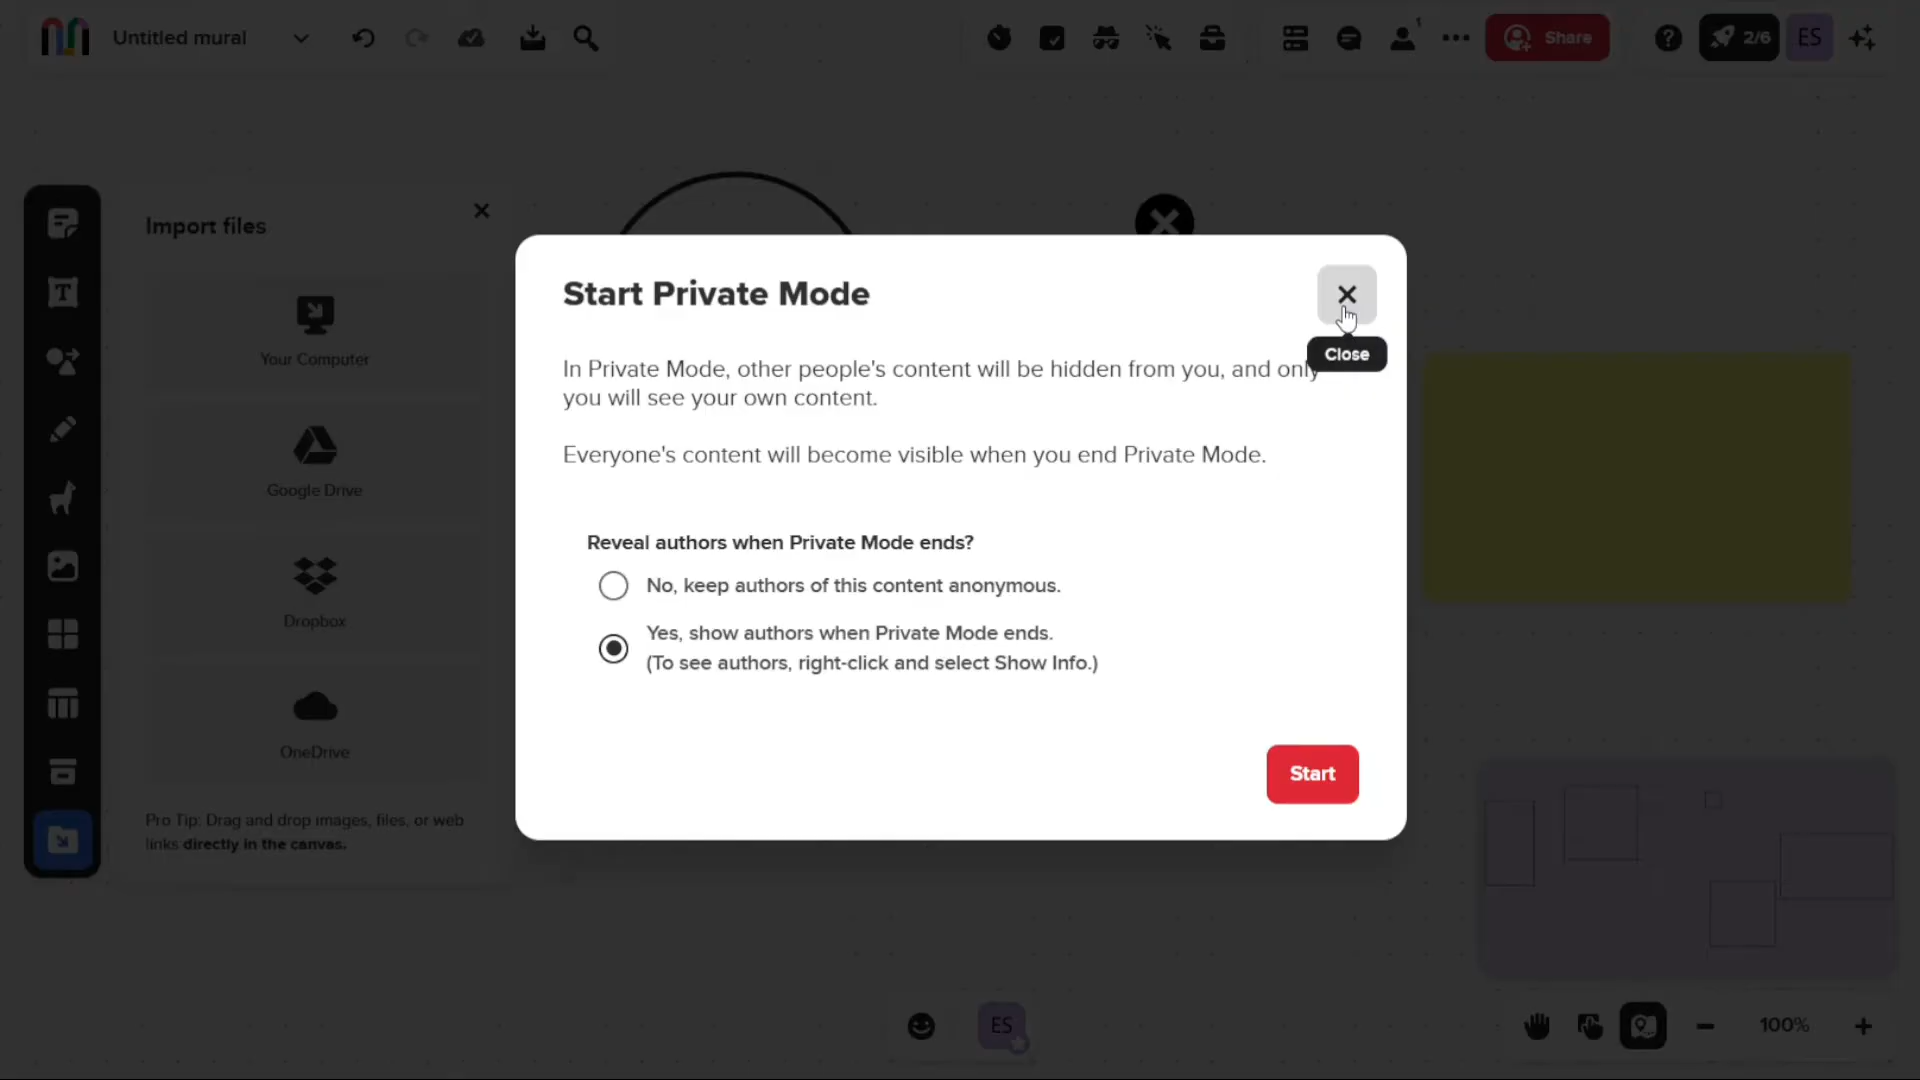 Untitled mural
1
Share
2/6
ES
Import files
Your Computer
Google Drive
Dropbox
OneDrive
Pro Tip: Drag and drop images, files, or web
links directly in the canvas.
Start Private Mode
Close
In Private Mode, other people's content will be hidden from you, and only
you will see your own content.
Everyone's content will become visible when you end Private Mode.
Reveal authors when Private Mode ends?
No, keep authors of this content anonymous.
Yes, show authors when Private Mode ends.
(To see authors, right-click and select Show Info.)
Start
ES
100%